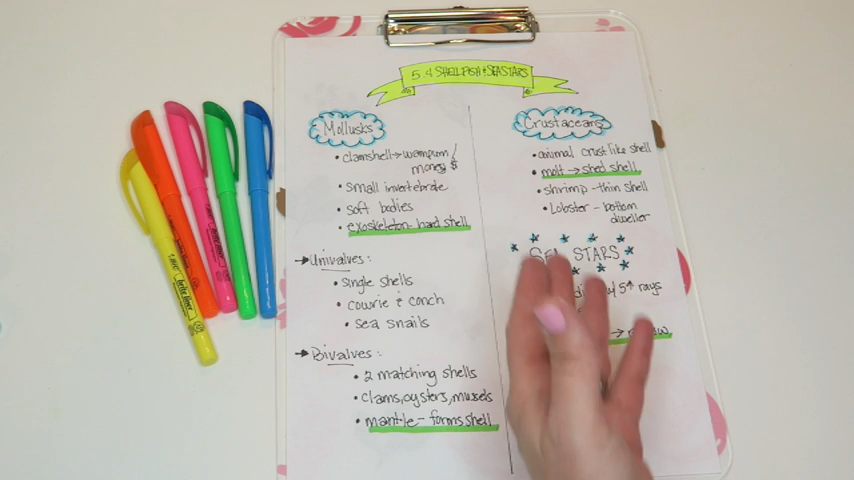 5.4 SHELLFISH & SEASTARS
Mollusks
• clamshell → wampum /
money $
• small invertebrate
• soft bodies
• exoskeleton - hard shell
→ Univalves:
• single shells
• cowrie & conch
• sea snails
→ Bivalves:
• 2 matching shells
• clams, oysters, mussels
• mantle - forms shell
Crustaceans
• animal crust like shell
• molt → shed shell
• shrimp - thin shell
• Lobster - bottom
dweller
SEA STARS
5↑ rays
→
brite liner